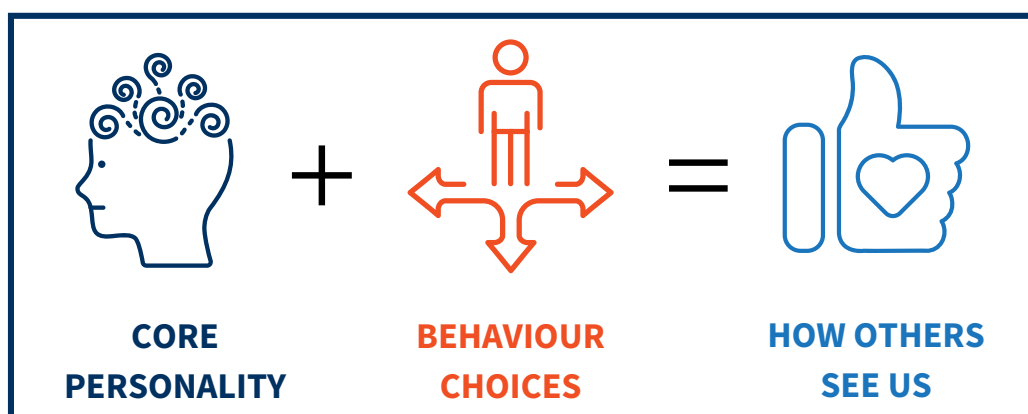 CORE
PERSONALITY
+
BEHAVIOUR
CHOICES
=
HOW OTHERS
SEE US